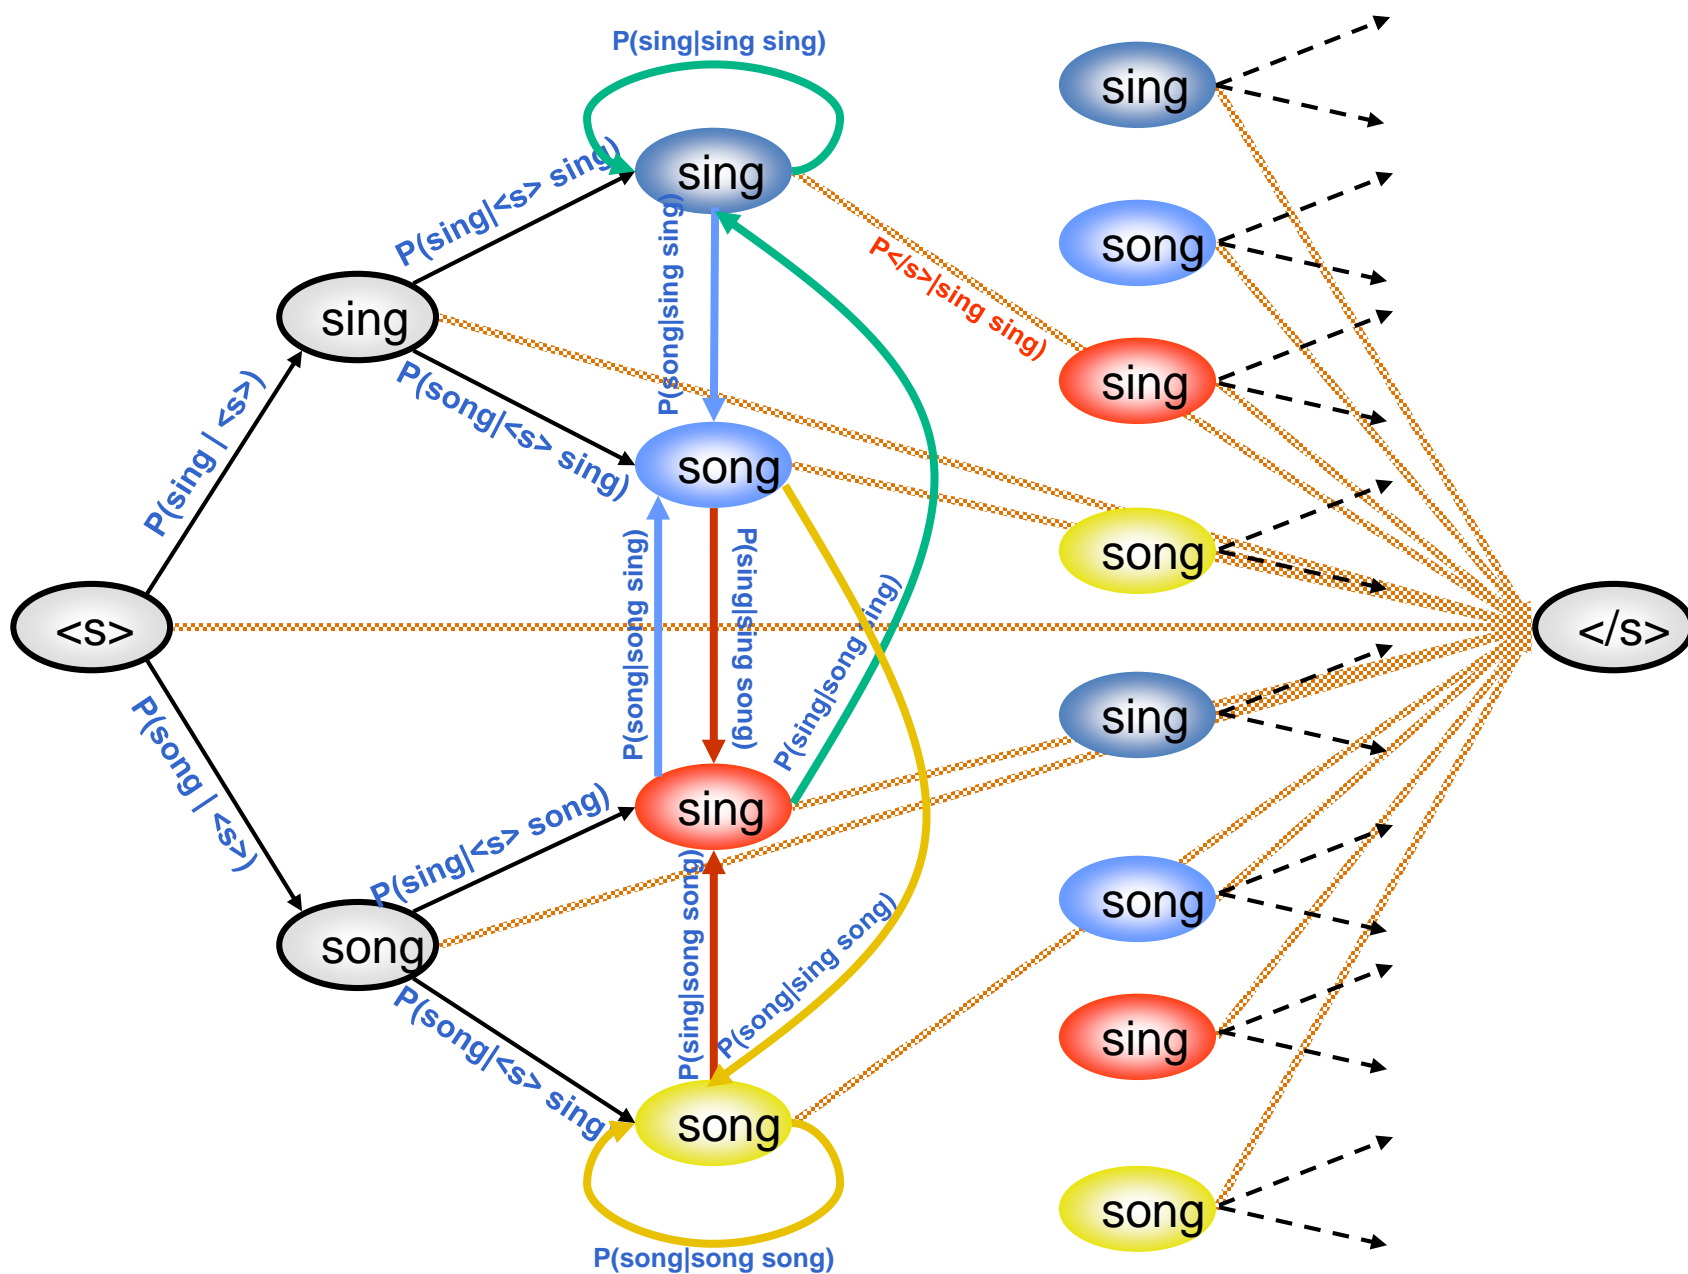 P(sing|sing sing)
sing
sing
P(sing|<s> sing)
P(song|sing sing)
P</s>|sing sing)
song
sing
sing
P(sing | <s>)
P(song|<s> sing)
song
song
P(song|song sing)
P(sing|sing song)
P(sing|song sing)
<s>
</s>
P(song | <s>)
sing
sing
P(sing|<s> song)
P(sing|song song)
P(song|sing song)
song
song
P(song|<s> sing
sing
song
song
P(song|song song)